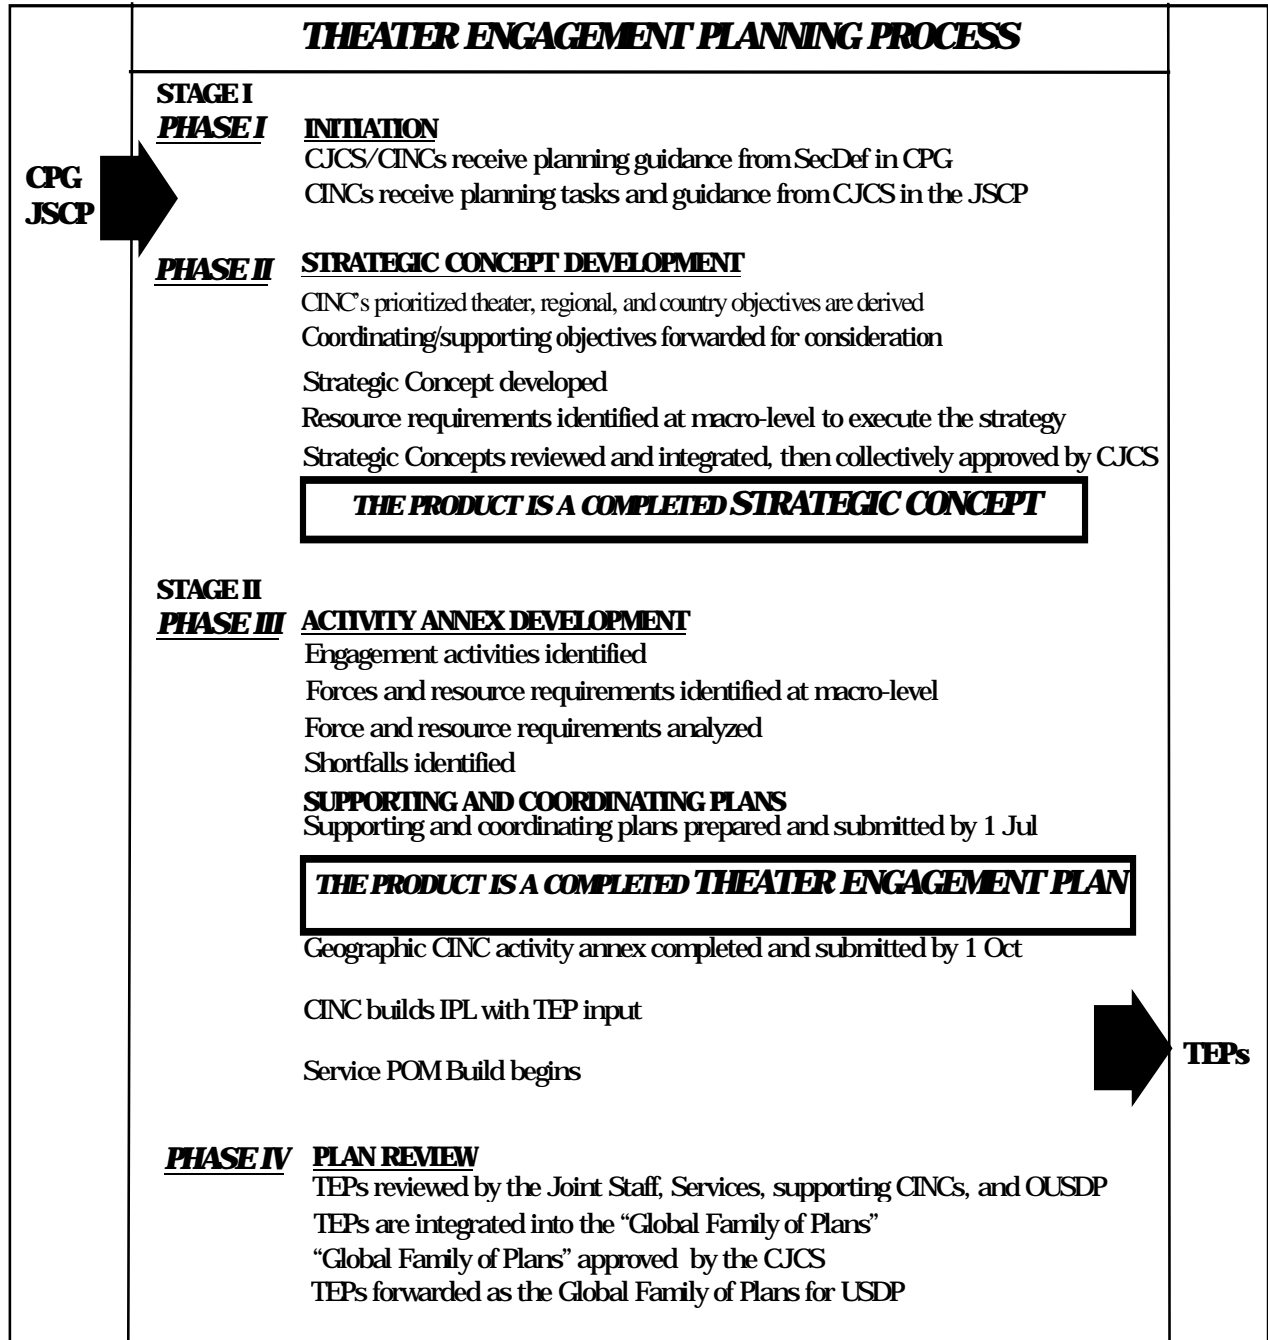 THEATER ENGAGEMENT PLANNING PROCESS
STAGE I
PHASE I INITIATION
CJCS/CINCs receive planning guidance from SecDef in CPG
CINCs receive planning tasks and guidance from CJCS in the JSCP
CPG
JSCP
PHASE II STRATEGIC CONCEPT DEVELOPMENT
CINC's prioritized theater, regional, and country objectives are derived
Coordinating/supporting objectives forwarded for consideration
Strategic Concept developed
Resource requirements identified at macro-level to execute the strategy
Strategic Concepts reviewed and integrated, then collectively approved by CJCS
THE PRODUCT IS A COMPLETED STRATEGIC CONCEPT
STAGE II
PHASE III ACTIVITY ANNEX DEVELOPMENT
Engagement activities identified
Forces and resource requirements identified at macro-level
Force and resource requirements analyzed
Shortfalls identified
SUPPORTING AND COORDINATING PLANS
Supporting and coordinating plans prepared and submitted by 1 Jul
THE PRODUCT IS A COMPLETED THEATER ENGAGEMENT PLAN
Geographic CINC activity annex completed and submitted by 1 Oct
CINC builds IPL with TEP input
Service POM Build begins
TEPs
PHASE IV PLAN REVIEW
TEPs reviewed by the Joint Staff, Services, supporting CINCs, and OUSDP
TEPs are integrated into the “Global Family of Plans”
“Global Family of Plans” approved by the CJCS
TEPs forwarded as the Global Family of Plans for USDP